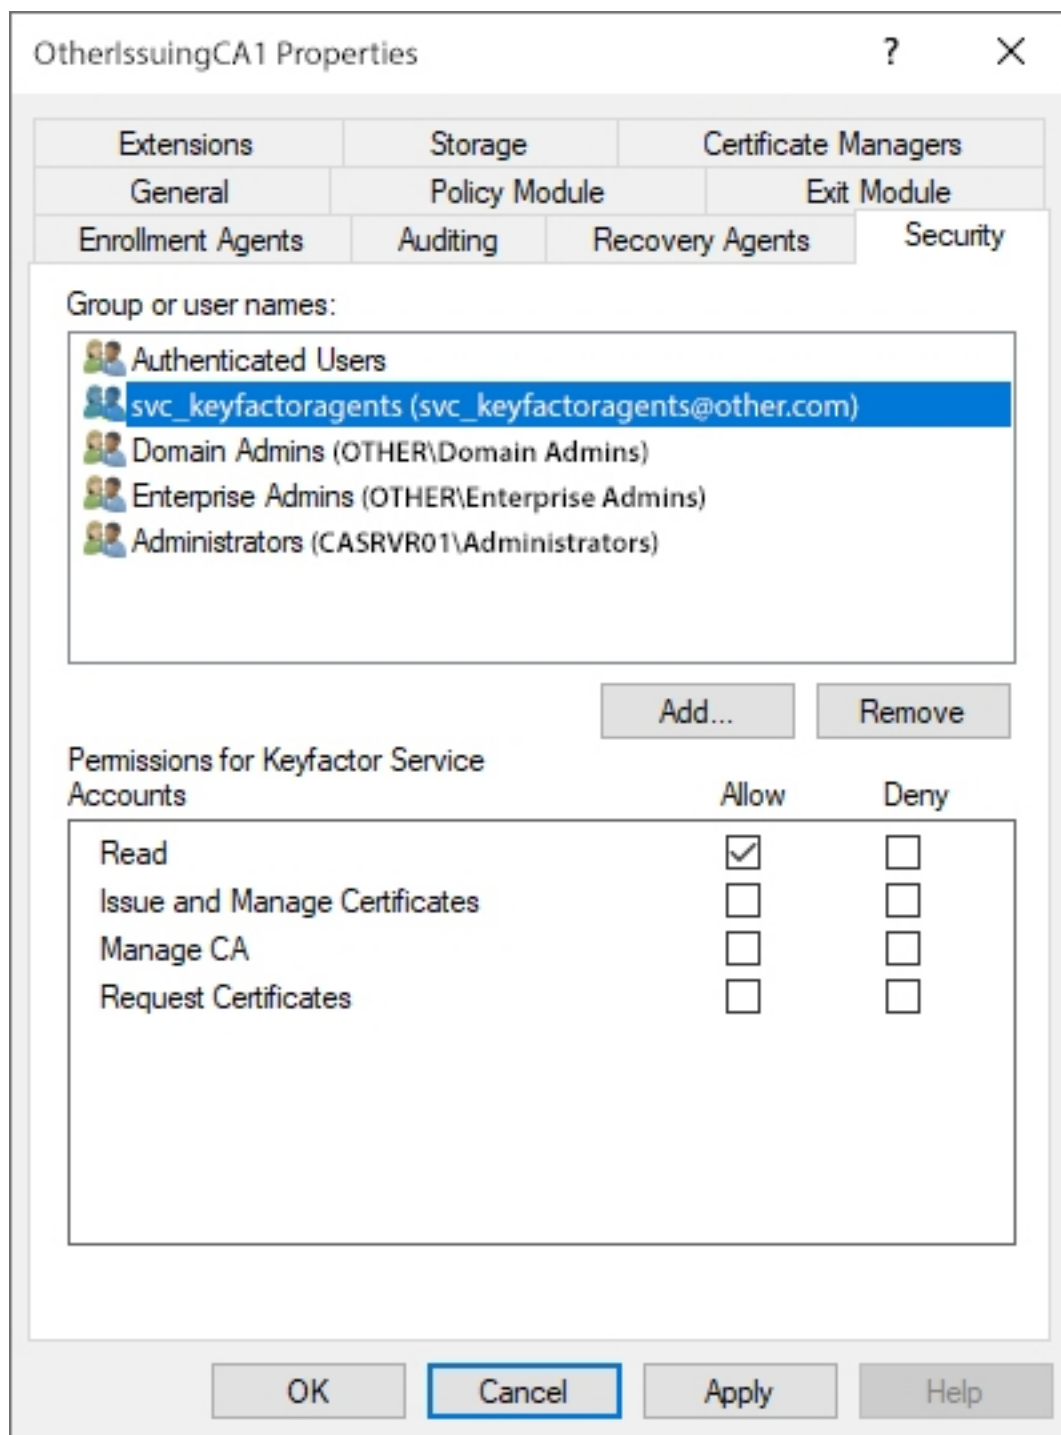 OtherIssuingCA1 Properties ? X
Extensions Storage Certificate Managers
General Policy Module Exit Module
Enrollment Agents Auditing Recovery Agents Security
Group or user names:
Authenticated Users
svc_keyfactoragents (svc_keyfactoragents@other.com)
Domain Admins (OTHER\Domain Admins)
Enterprise Admins (OTHER\Enterprise Admins)
Administrators (CASRVR01\Administrators)
Add... Remove
Permissions for Keyfactor Service
Accounts Allow Deny
Read
Issue and Manage Certificates
Manage CA
Request Certificates
OK Cancel Apply Help